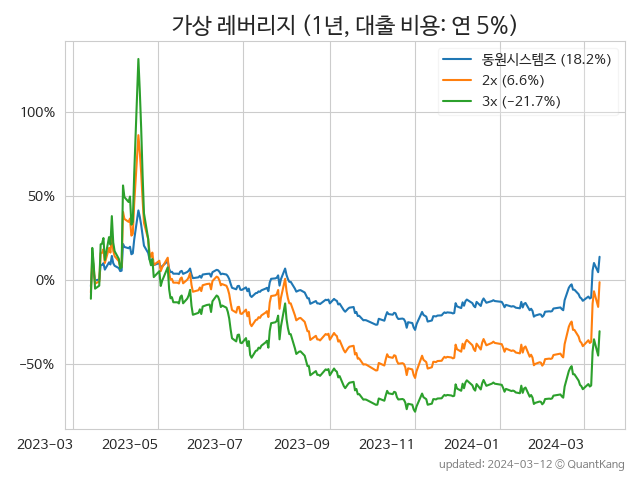 가상 레버리지 (1년, 대출 비용: 연 5%)
동원시스템즈 (18.2%)
2x (6.6%)
3x (−21.7%)
100%
50%
0%
−50%
2023−03 2023−05 2023−07 2023−09 2023−11 2024−01 2024−03
updated: 2024−03−12 © QuantKang